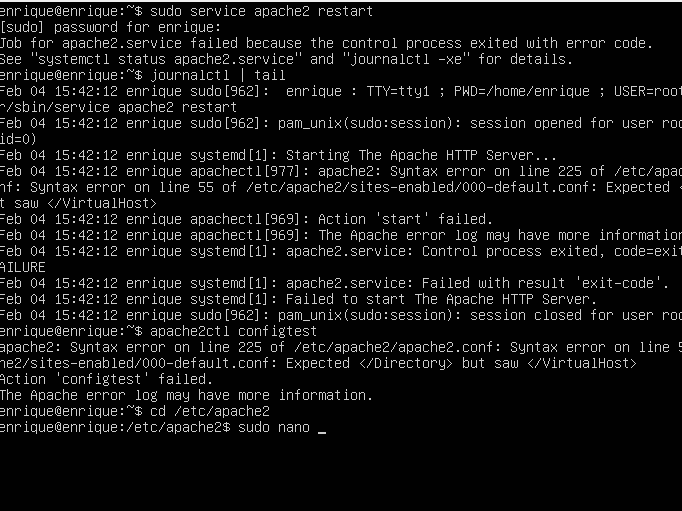 enrique@enrique:~$ sudo service apache2 restart
[sudo] password for enrique:
Job for apache2.service failed because the control process exited with error code.
See "systemctl status apache2.service" and "journalctl -xe" for details.
enrique@enrique:~$ journalctl | tail
Feb 04 15:42:12 enrique sudo[962]:  enrique : TTY=tty1 ; PWD=/home/enrique ; USER=root
r/sbin/service apache2 restart
Feb 04 15:42:12 enrique sudo[962]: pam_unix(sudo:session): session opened for user roo
id=0)
Feb 04 15:42:12 enrique systemd[1]: Starting The Apache HTTP Server...
Feb 04 15:42:12 enrique apachectl[977]: apache2: Syntax error on line 225 of /etc/apac
nf: Syntax error on line 55 of /etc/apache2/sites-enabled/000-default.conf: Expected <
t saw </VirtualHost>
Feb 04 15:42:12 enrique apachectl[969]: Action 'start' failed.
Feb 04 15:42:12 enrique apachectl[969]: The Apache error log may have more information
Feb 04 15:42:12 enrique systemd[1]: apache2.service: Control process exited, code=exit
AILURE
Feb 04 15:42:12 enrique systemd[1]: apache2.service: Failed with result 'exit-code'.
Feb 04 15:42:12 enrique systemd[1]: Failed to start The Apache HTTP Server.
Feb 04 15:42:12 enrique sudo[962]: pam_unix(sudo:session): session closed for user roo
enrique@enrique:~$ apache2ctl configtest
apache2: Syntax error on line 225 of /etc/apache2/apache2.conf: Syntax error on line 5
he2/sites-enabled/000-default.conf: Expected </Directory> but saw </VirtualHost>
Action 'configtest' failed.
The Apache error log may have more information.
enrique@enrique:~$ cd /etc/apache2
enrique@enrique:/etc/apache2$ sudo nano _